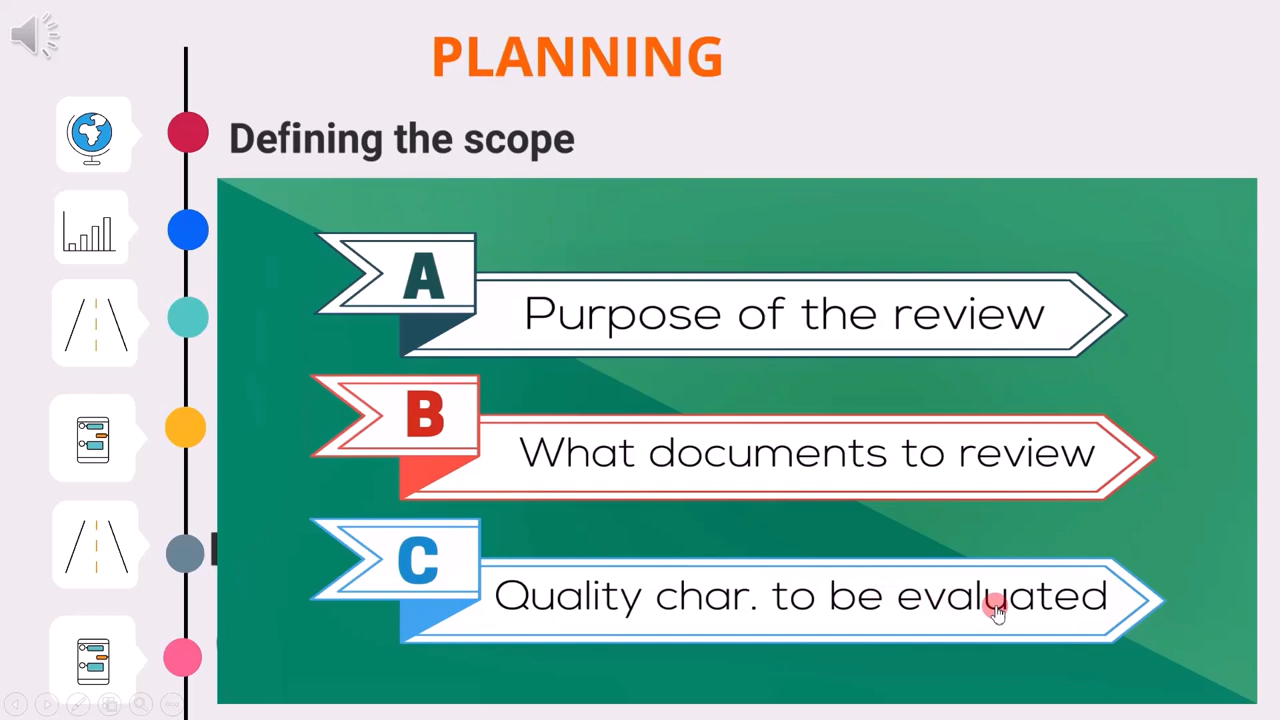 PLANNING
Defining the scope
A
Purpose of the review
B
What documents to review
C
Quality char. to be evaluated